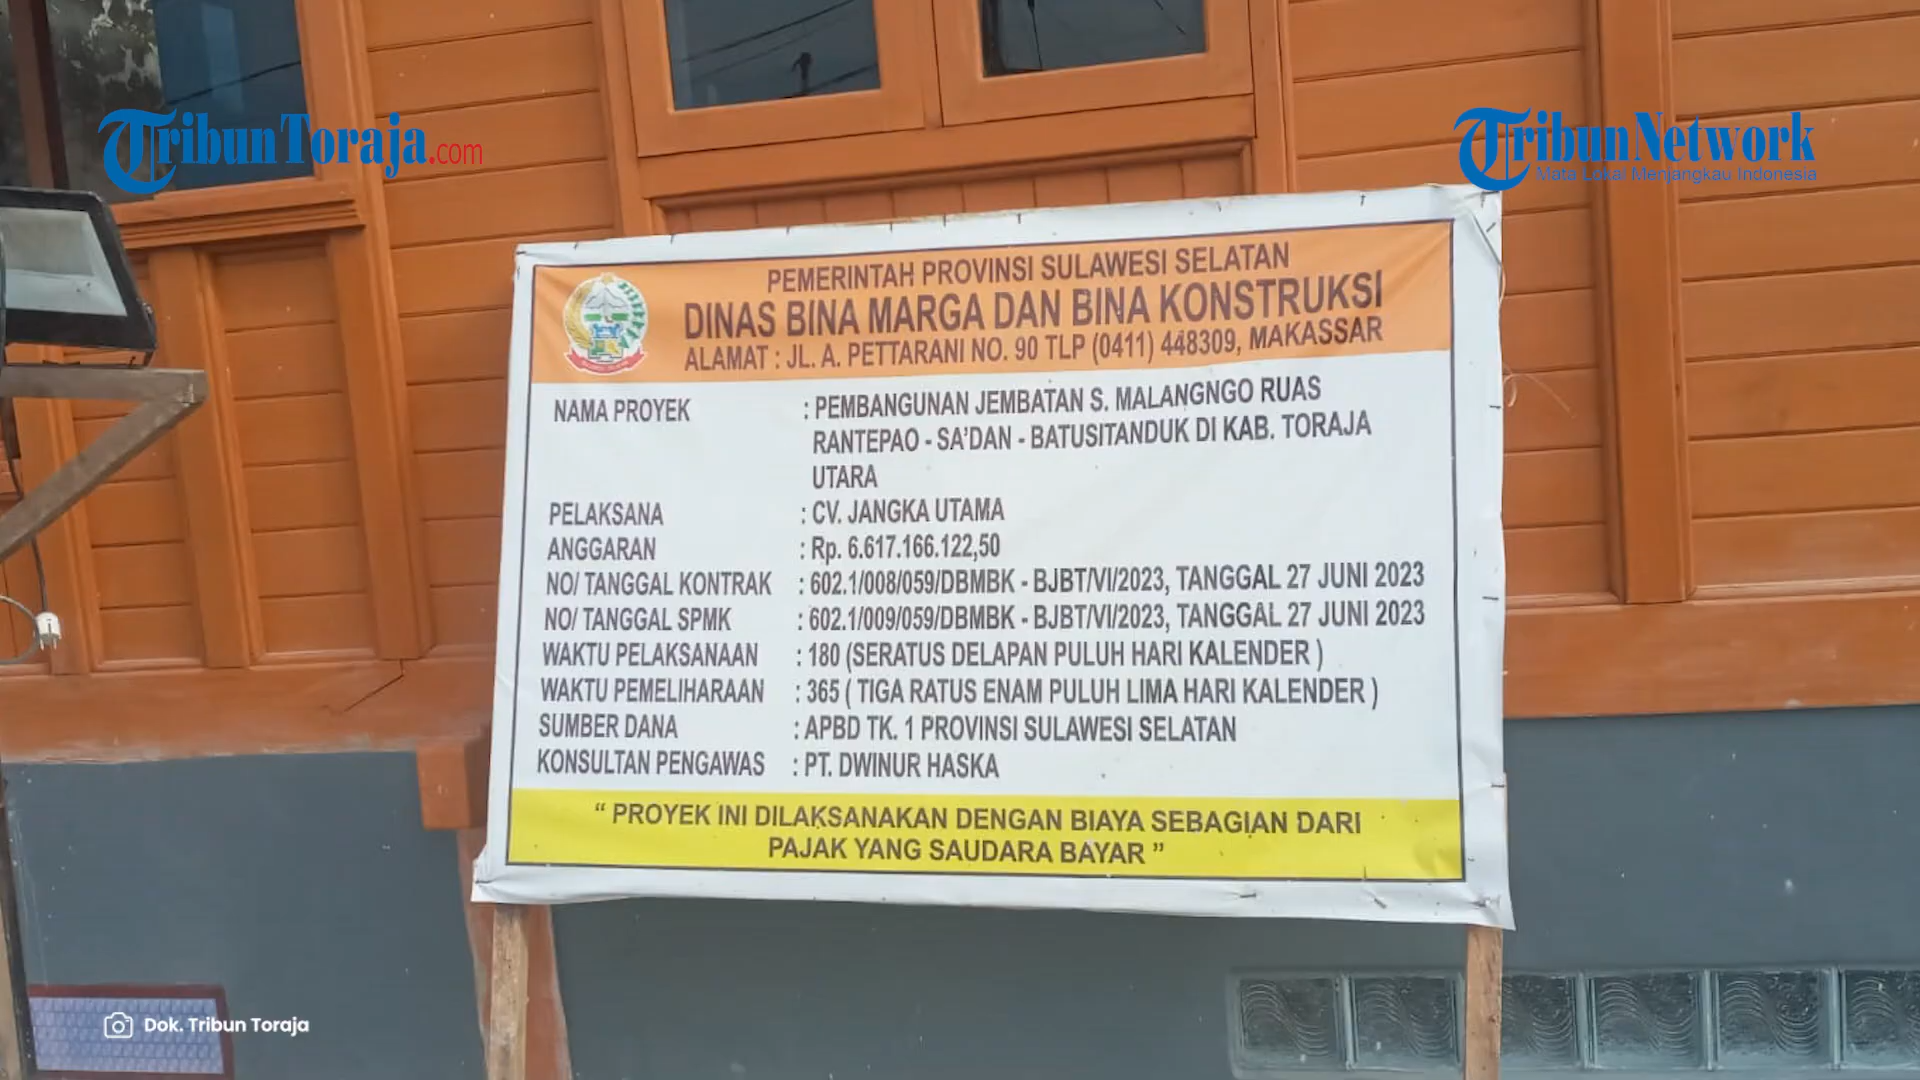 TribunToraja.com
TribunNetwork
Mata Lokal Menjangkau Indonesia
PEMERINTAH PROVINSI SULAWESI SELATAN
DINAS BINA MARGA DAN BINA KONSTRUKSI
ALAMAT : JL. A. PETTARANI NO. 90 TLP (0411) 448309, MAKASSAR
NAMA PROYEK : PEMBANGUNAN JEMBATAN S. MALANGNGO RUAS
RANTEPAO - SA'DAN - BATUSITANDUK DI KAB. TORAJA
UTARA
PELAKSANA : CV. JANGKA UTAMA
ANGGARAN : Rp. 6.617.166.122,50
NO/ TANGGAL KONTRAK : 602.1/008/059/DBMBK - BJBT/VI/2023, TANGGAL 27 JUNI 2023
NO/ TANGGAL SPMK : 602.1/009/059/DBMBK - BJBT/VI/2023, TANGGAL 27 JUNI 2023
WAKTU PELAKSANAAN : 180 (SERATUS DELAPAN PULUH HARI KALENDER )
WAKTU PEMELIHARAAN : 365 ( TIGA RATUS ENAM PULUH LIMA HARI KALENDER )
SUMBER DANA : APBD TK. 1 PROVINSI SULAWESI SELATAN
KONSULTAN PENGAWAS : PT. DWINUR HASKA
“ PROYEK INI DILAKSANAKAN DENGAN BIAYA SEBAGIAN DARI
PAJAK YANG SAUDARA BAYAR ”
Dok. Tribun Toraja